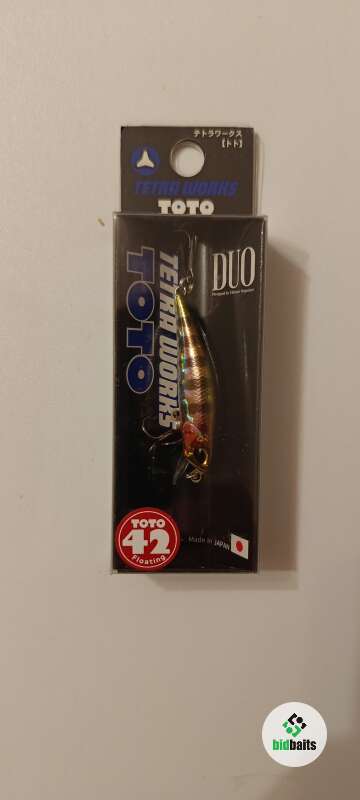 テトラワークス
【トト】
TETRA WORKS
TOTO
DUO
TETRA WORKS
TOTO
TOTO
42
Floating
Made in JAPAN
bidbaits